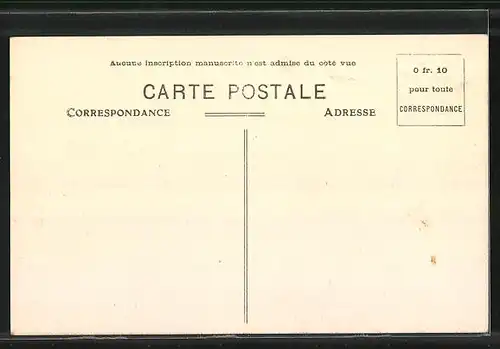 Aucune inscription manuscrite n'est admise du coté vue
CARTE POSTALE
CORRESPONDANCE
ADRESSE
0 fr. 10
pour toute
CORRESPONDANCE